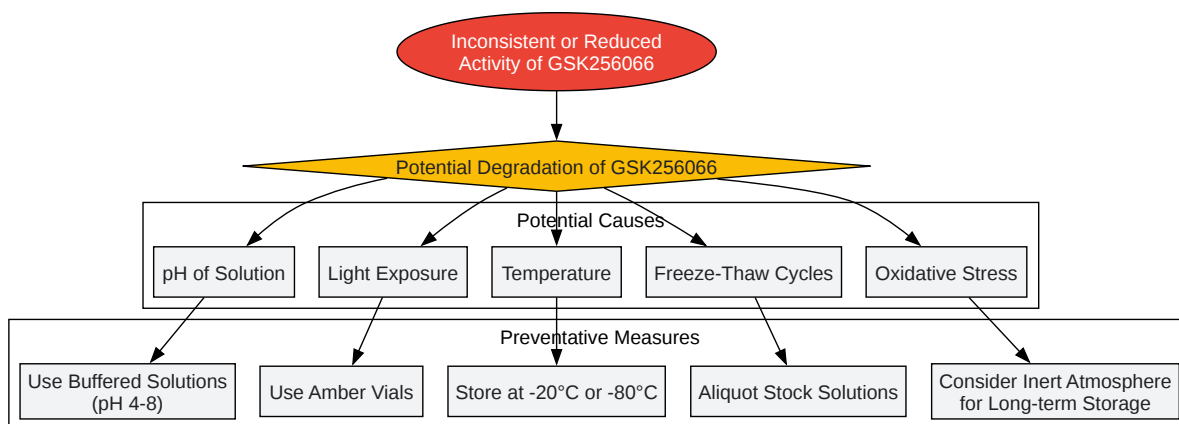 Inconsistent or Reduced
Activity of GSK256066
Potential Degradation of GSK256066
Potential Causes
pH of Solution
Light Exposure
Temperature
Freeze-Thaw Cycles
Oxidative Stress
Preventative Measures
Use Buffered Solutions
(pH 4-8)
Use Amber Vials
Store at -20°C or -80°C
Aliquot Stock Solutions
Consider Inert Atmosphere
for Long-term Storage